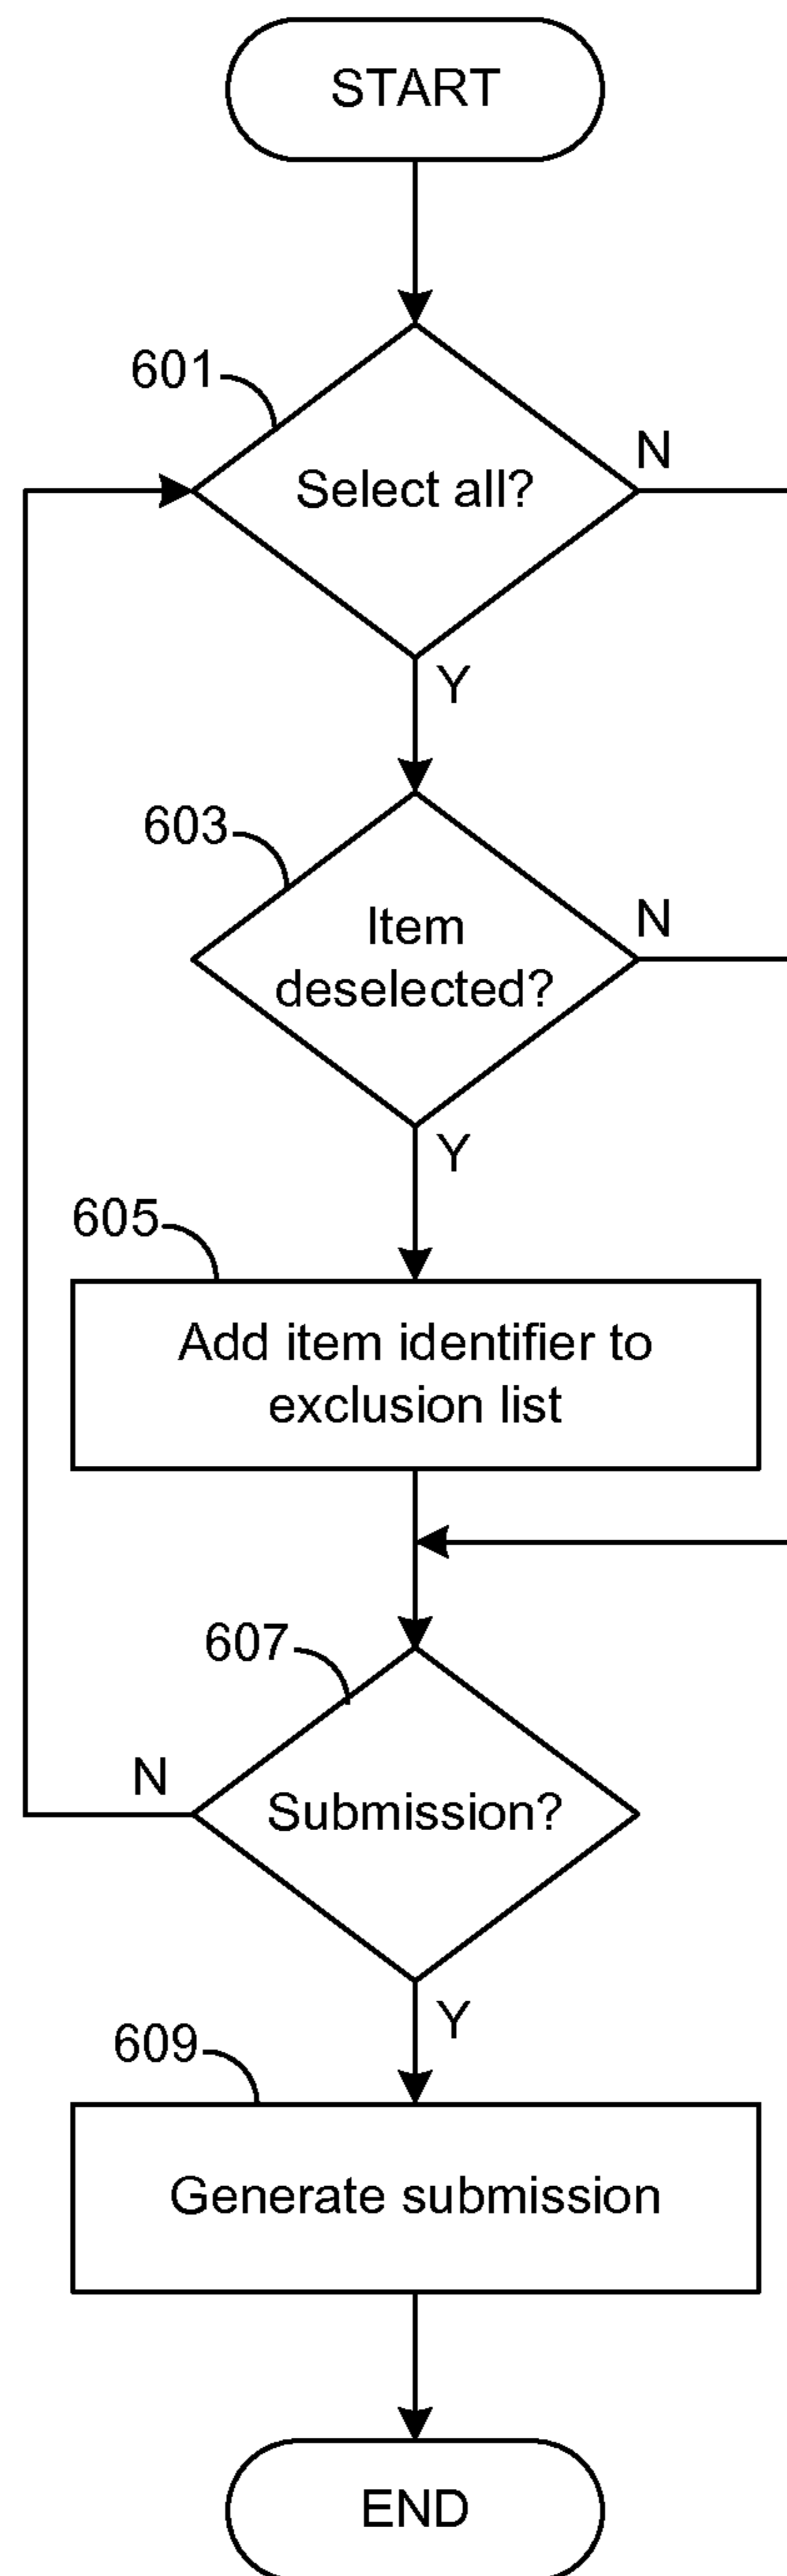 START
601
Select all?
N
Y
603
Item
deselected?
N
Y
605
Add item identifier to
exclusion list
607
Submission?
N
Y
609
Generate submission
END